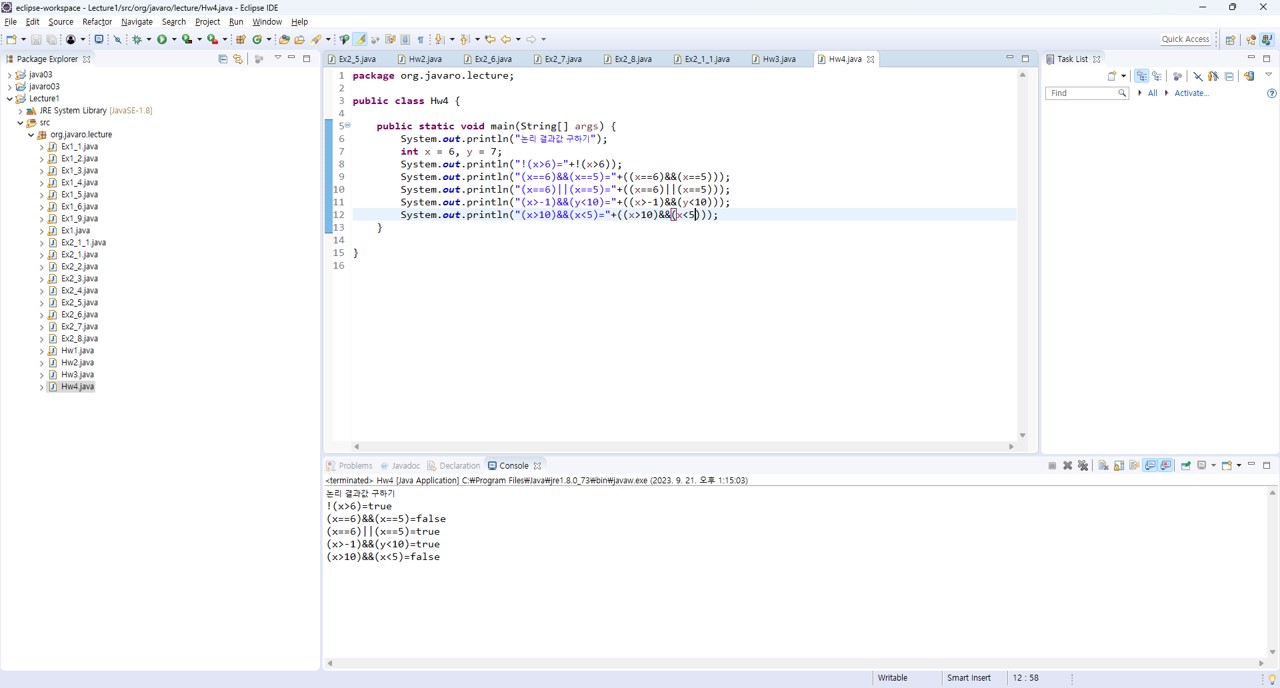 eclipse-workspace - Lecture1/src/org/javaro/lecture/Hw4.java - Eclipse IDE
File Edit Source Refactor Navigate Search Project Run Window Help
Quick Access
Package Explorer
java03
javaro03
Lecture1
JRE System Library [JavaSE-1.8]
src
org.javaro.lecture
Ex1_1.java
Ex1_2.java
Ex1_3.java
Ex1_4.java
Ex1_5.java
Ex1_6.java
Ex1_9.java
Ex1.java
Ex2_1_1.java
Ex2_1.java
Ex2_2.java
Ex2_3.java
Ex2_4.java
Ex2_5.java
Ex2_6.java
Ex2_7.java
Ex2_8.java
Hw1.java
Hw2.java
Hw3.java
Hw4.java
Ex2_5.java Hw2.java Ex2_6.java Ex2_7.java Ex2_8.java Ex2_1_1.java Hw3.java Hw4.java
1 package org.javaro.lecture;
2
3 public class Hw4 {
4
5 public static void main(String[] args) {
6 System.out.println("논리 결과값 구하기");
7 int x = 6, y = 7;
8 System.out.println("!(x>6)="+!(x>6));
9 System.out.println("(x==6)&&(x==5)="+((x==6)&&(x==5)));
10 System.out.println("(x==6)||(x==5)="+((x==6)||(x==5)));
11 System.out.println("(x>-1)&&(y<10)="+((x>-1)&&(y<10)));
12 System.out.println("(x>10)&&(x<5)="+((x>10)&&(x<5)));
13 }
14
15 }
16
Task List
Find All Activate...
Problems Javadoc Declaration Console
<terminated> Hw4 [Java Application] C:₩Program Files₩Java₩jre1.8.0_73₩bin₩javaw.exe (2023. 9. 21. 오후 1:15:03)
논리 결과값 구하기
!(x>6)=true
(x==6)&&(x==5)=false
(x==6)||(x==5)=true
(x>-1)&&(y<10)=true
(x>10)&&(x<5)=false
Writable Smart Insert 12 : 58